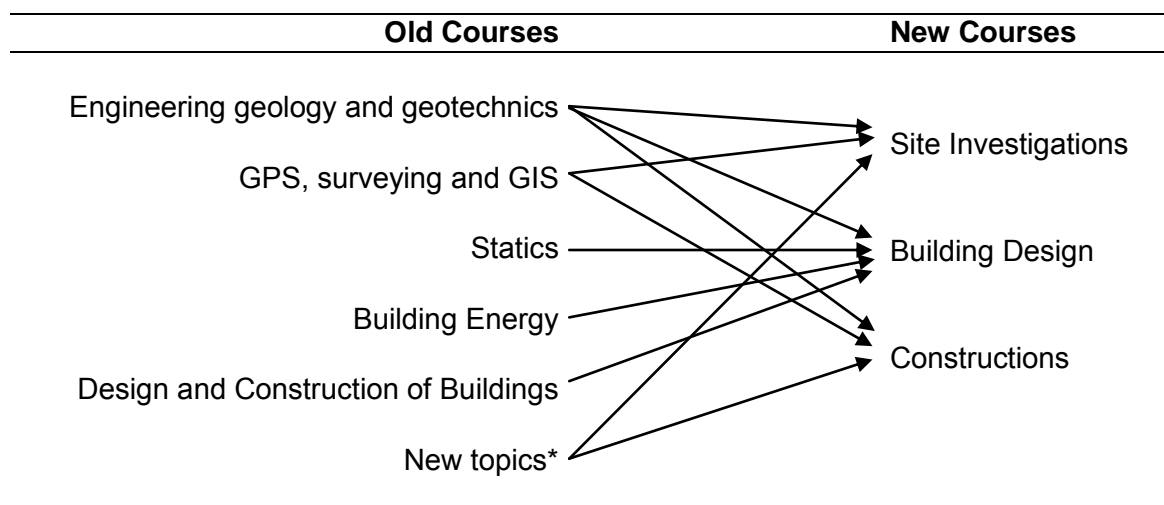 Old Courses New Courses
Engineering geology and geotechnics
Site Investigations
GPS, surveying and GIS
Statics
Building Design
Building Energy
Constructions
Design and Construction of Buildings
New topics*